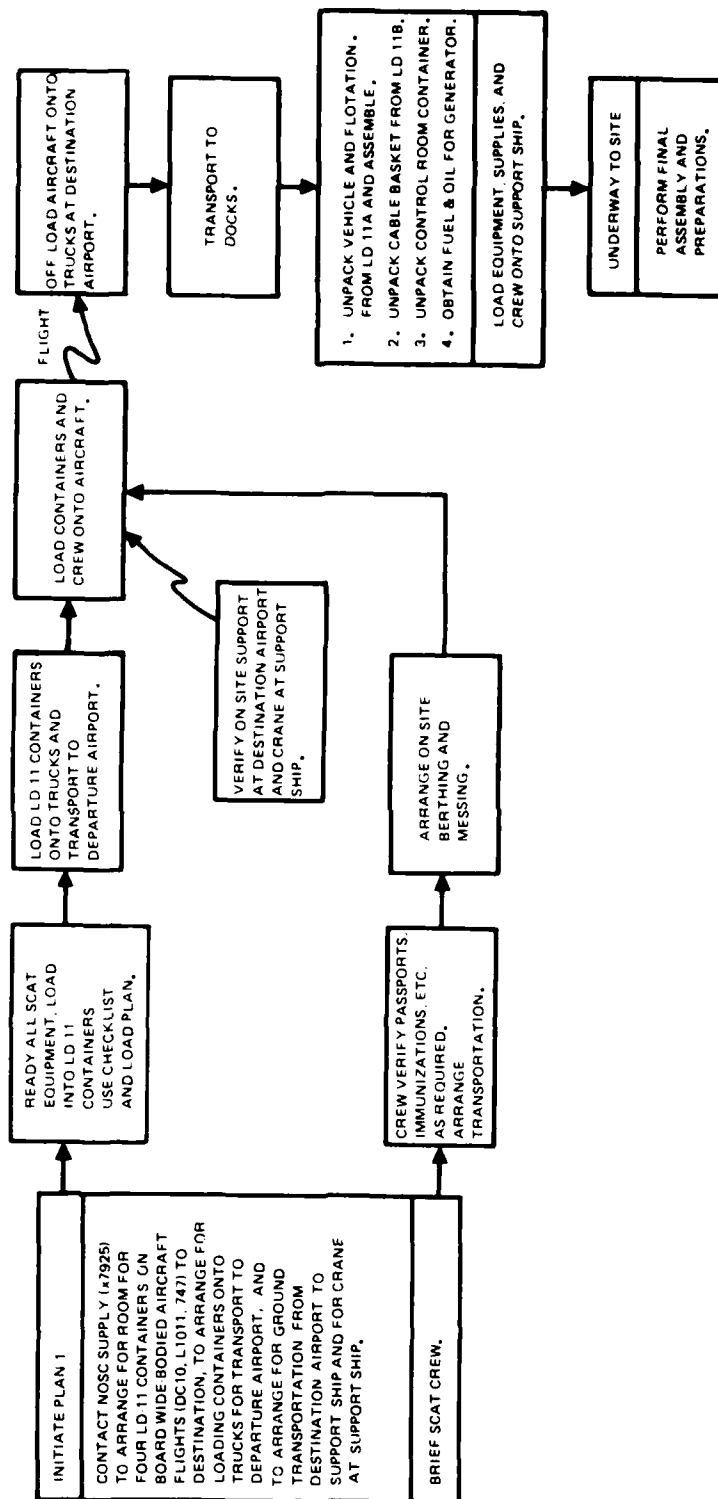 INITIATE PLAN 1
CONTACT NOSC SUPPLY (x7925)
TO ARRANGE FOR ROOM FOR
FOUR LD-11 CONTAINERS ON
BOARD WIDE-BODIED AIRCRAFT
FLIGHTS (DC10, L1011, 747) TO
DESTINATION, TO ARRANGE FOR
LOADING CONTAINERS ONTO
TRUCKS FOR TRANSPORT TO
DEPARTURE AIRPORT, AND
TO ARRANGE FOR GROUND
TRANSPORTATION FROM
DESTINATION AIRPORT TO
SUPPORT SHIP AND FOR CRANE
AT SUPPORT SHIP.
BRIEF SCAT CREW.
READY ALL SCAT
EQUIPMENT, LOAD
INTO LD 11
CONTAINERS
USE CHECKLIST
AND LOAD PLAN.
LOAD LD 11 CONTAINERS
ONTO TRUCKS AND
TRANSPORT TO
DEPARTURE AIRPORT.
CREW VERIFY PASSPORTS,
IMMUNIZATIONS, ETC.
AS REQUIRED.
ARRANGE
TRANSPORTATION.
ARRANGE ON SITE
BERTHING AND
MESSING.
VERIFY ON SITE SUPPORT
AT DESTINATION AIRPORT
AND CRANE AT SUPPORT
SHIP.
LOAD CONTAINERS AND
CREW ONTO AIRCRAFT.
FLIGHT
OFF LOAD AIRCRAFT ONTO
TRUCKS AT DESTINATION
AIRPORT.
TRANSPORT TO
DOCKS.
1. UNPACK VEHICLE AND FLOTATION.
FROM LD 11A AND ASSEMBLE.
2. UNPACK CABLE BASKET FROM LD 11B.
3. UNPACK CONTROL ROOM CONTAINER.
4. OBTAIN FUEL & OIL FOR GENERATOR.
LOAD EQUIPMENT, SUPPLIES, AND
CREW ONTO SUPPORT SHIP.
UNDERWAY TO SITE
PERFORM FINAL
ASSEMBLY AND
PREPARATIONS.